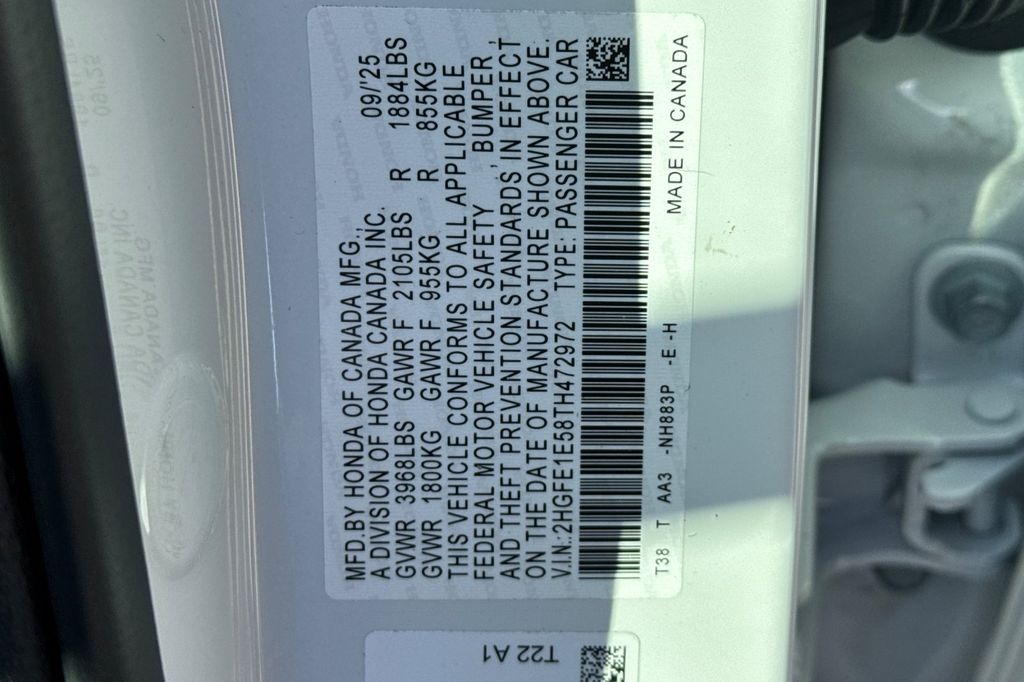 MFD.BY HONDA OF CANADA MFG., 09/'25
A DIVISION OF HONDA CANADA INC.
GVWR 3968LBS GAWR F 2105LBS R 1884LBS
GVWR 1800KG GAWR F 955KG R 855KG
THIS VEHICLE CONFORMS TO ALL APPLICABLE
FEDERAL MOTOR VEHICLE SAFETY , BUMPER ,
AND THEFT PREVENTION STANDARDS IN EFFECT
ON THE DATE OF MANUFACTURE SHOWN ABOVE.
V.I.N.:2HGFE1E58TH472972 TYPE: PASSENGER CAR
T38 T AA3 -NH883P -E -H
MADE IN CANADA
T22 A1